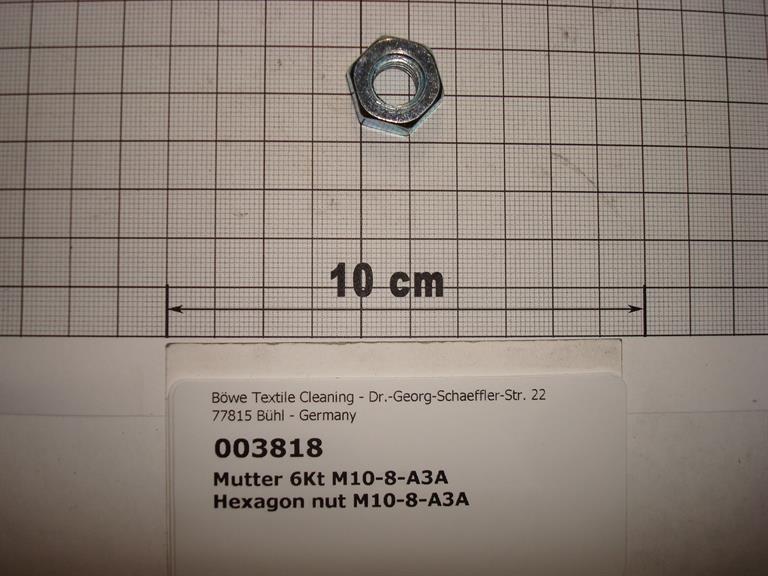 10 cm
Böwe Textile Cleaning - Dr.-Georg-Schaeffler-Str. 22
77815 Bühl - Germany
003818
Mutter 6Kt M10-8-A3A
Hexagon nut M10-8-A3A